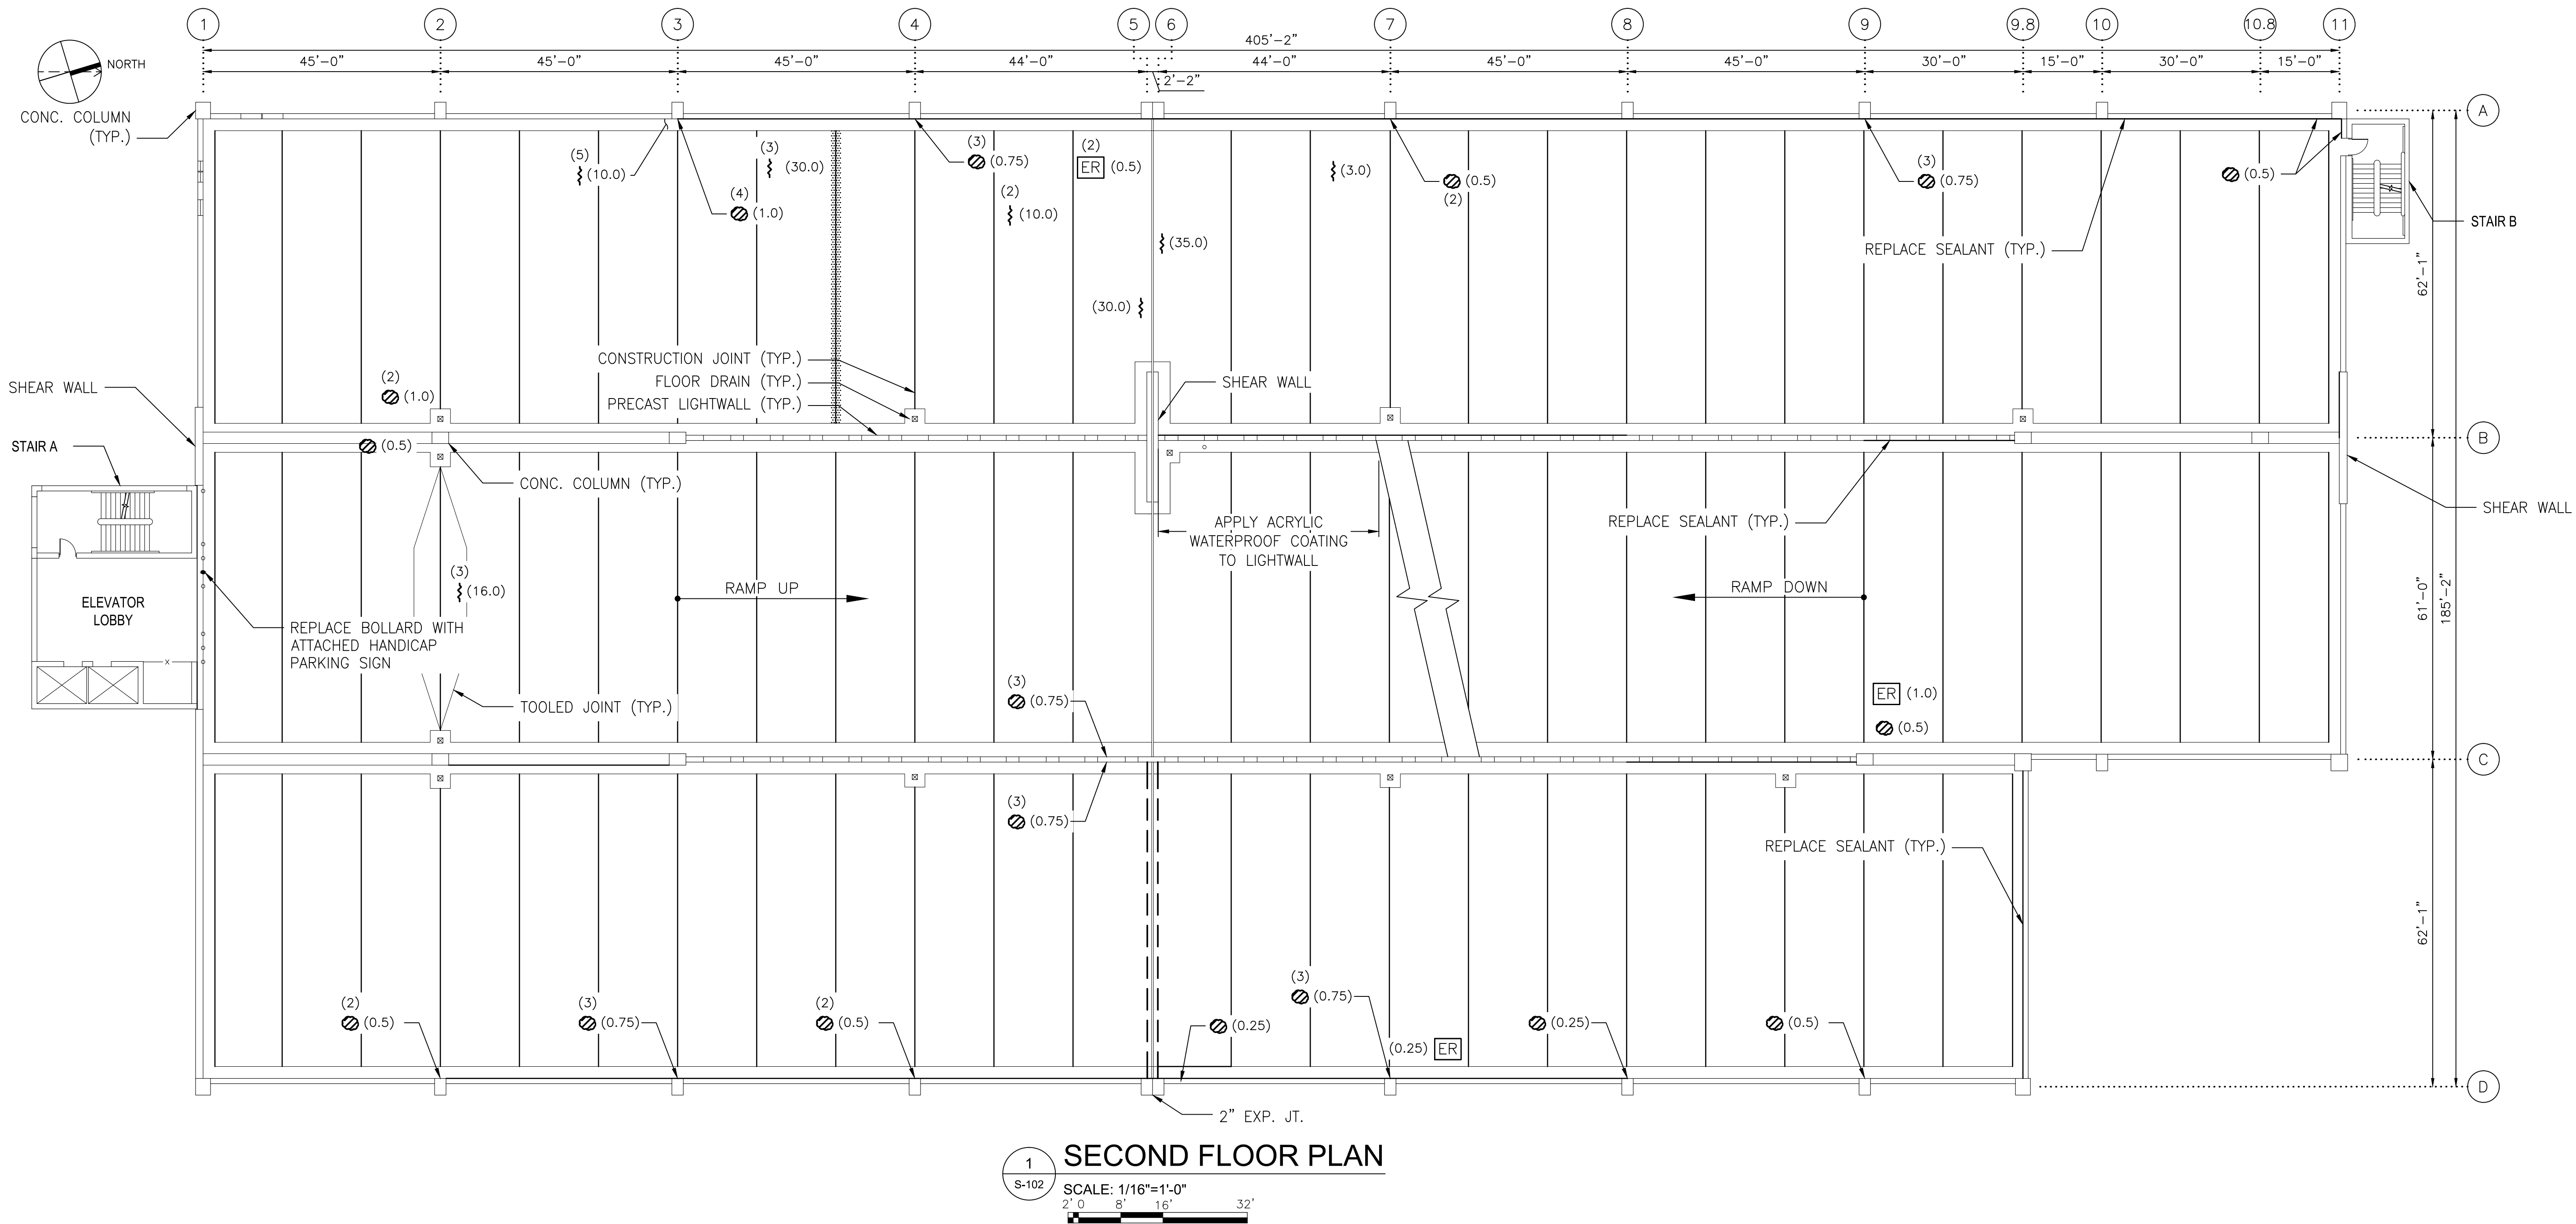 1 2 3 4 5 6 7 8 9 9.8 10 10.8 11
405'-2"
45'-0" 45'-0" 45'-0" 44'-0" 2'-2" 44'-0" 45'-0" 45'-0" 30'-0" 15'-0" 30'-0" 15'-0"
NORTH
CONC. COLUMN
(TYP.)
A
(5)
(10.0)
(3)
(30.0)
(4)
(1.0)
(3)
(0.75)
(2)
(10.0)
(2)
ER (0.5)
(3.0)
(35.0)
(30.0)
(0.5)
(2)
(3)
(0.75)
(0.5)
STAIR B
REPLACE SEALANT (TYP.)
62'-1"
CONSTRUCTION JOINT (TYP.)
FLOOR DRAIN (TYP.)
PRECAST LIGHTWALL (TYP.)
SHEAR WALL
SHEAR WALL
(2)
(1.0)
B
STAIR A
(0.5)
CONC. COLUMN (TYP.)
SHEAR WALL
APPLY ACRYLIC
WATERPROOF COATING
TO LIGHTWALL
REPLACE SEALANT (TYP.)
(3)
(16.0)
RAMP UP
RAMP DOWN
61'-0"
185'-2"
ELEVATOR
LOBBY
REPLACE BOLLARD WITH
ATTACHED HANDICAP
PARKING SIGN
X
TOOLED JOINT (TYP.)
(3)
(0.75)
ER (1.0)
(0.5)
C
(3)
(0.75)
REPLACE SEALANT (TYP.)
62'-1"
(2)
(0.5)
(3)
(0.75)
(2)
(0.5)
(0.25)
(3)
(0.75)
(0.25) ER
(0.25)
(0.5)
D
2" EXP. JT.
1
S-102
SECOND FLOOR PLAN
SCALE: 1/16"=1'-0"
2' 0 8' 16' 32'